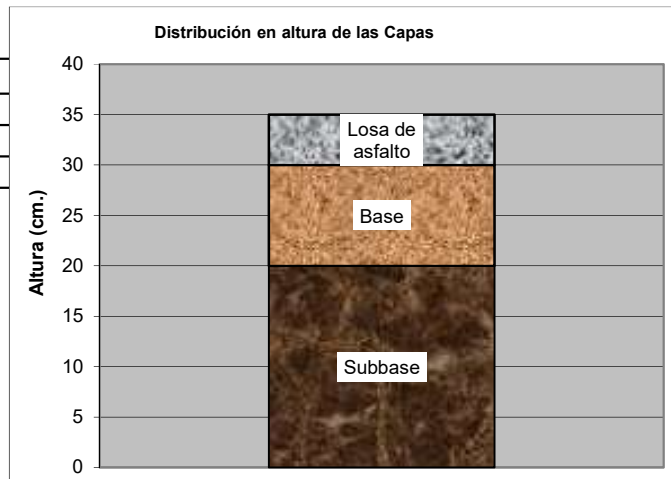 Distribución en altura de las Capas
40
35
30
25
20
15
10
5
0
Altura (cm.)
Losa de
asfalto
Base
Subbase